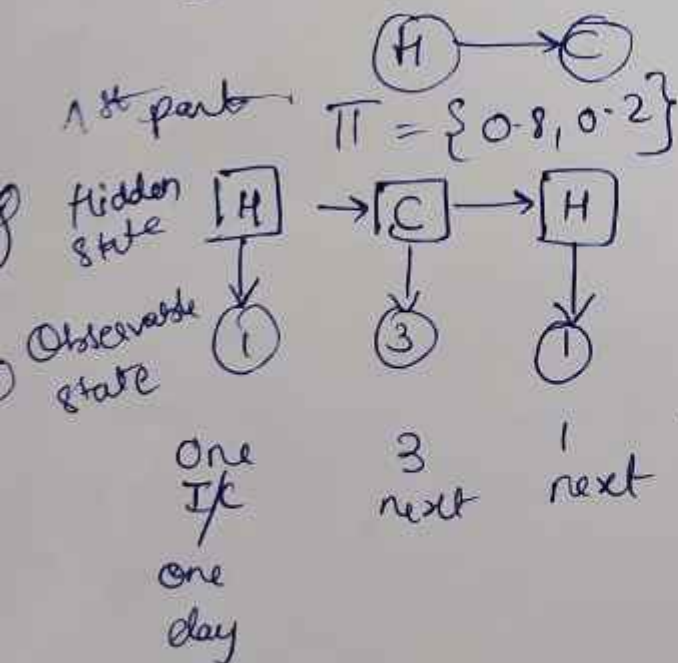 H C
1st part π = {0.8, 0.2}
Hidden H C H
State
Observable 1 3 1
state
One 3 1
I/C next next
one
day